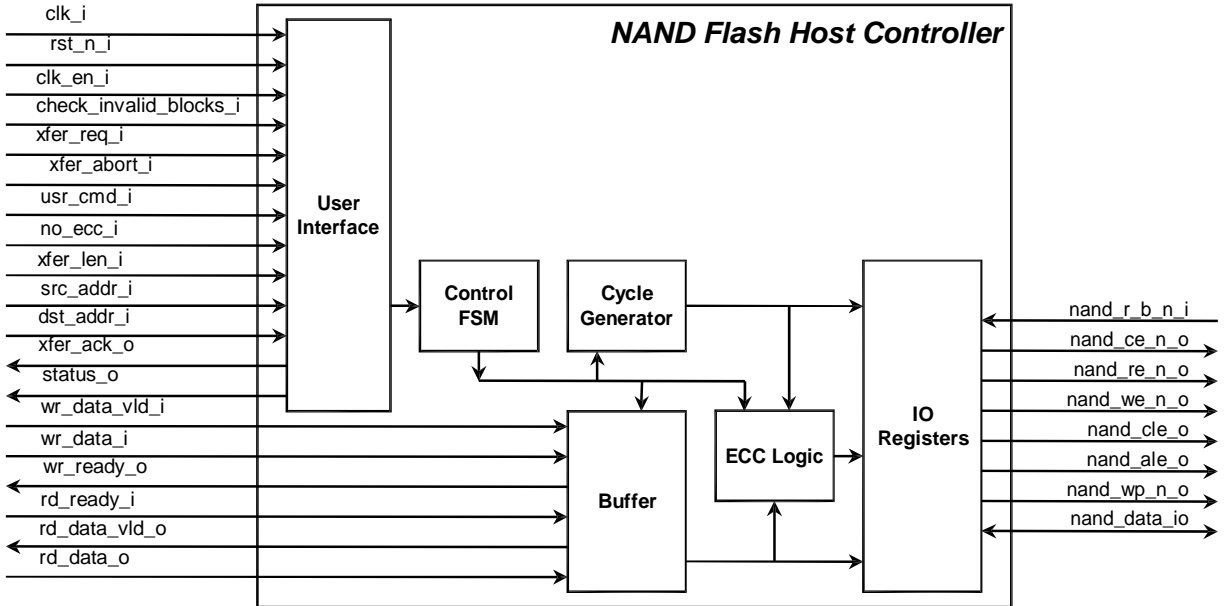 clk_i
rst_n_i
clk_en_i
check_invalid_blocks_i
xfer_req_i
xfer_abort_i
usr_cmd_i
no_ecc_i
xfer_len_i
src_addr_i
dst_addr_i
xfer_ack_o
status_o
wr_data_vld_i
wr_data_i
wr_ready_o
rd_ready_i
rd_data_vld_o
rd_data_o
NAND Flash Host Controller
User
Interface
Control
FSM
Cycle
Generator
Buffer
ECC Logic
IO
Registers
nand_r_b_n_i
nand_ce_n_o
nand_re_n_o
nand_we_n_o
nand_cle_o
nand_ale_o
nand_wp_n_o
nand_data_io